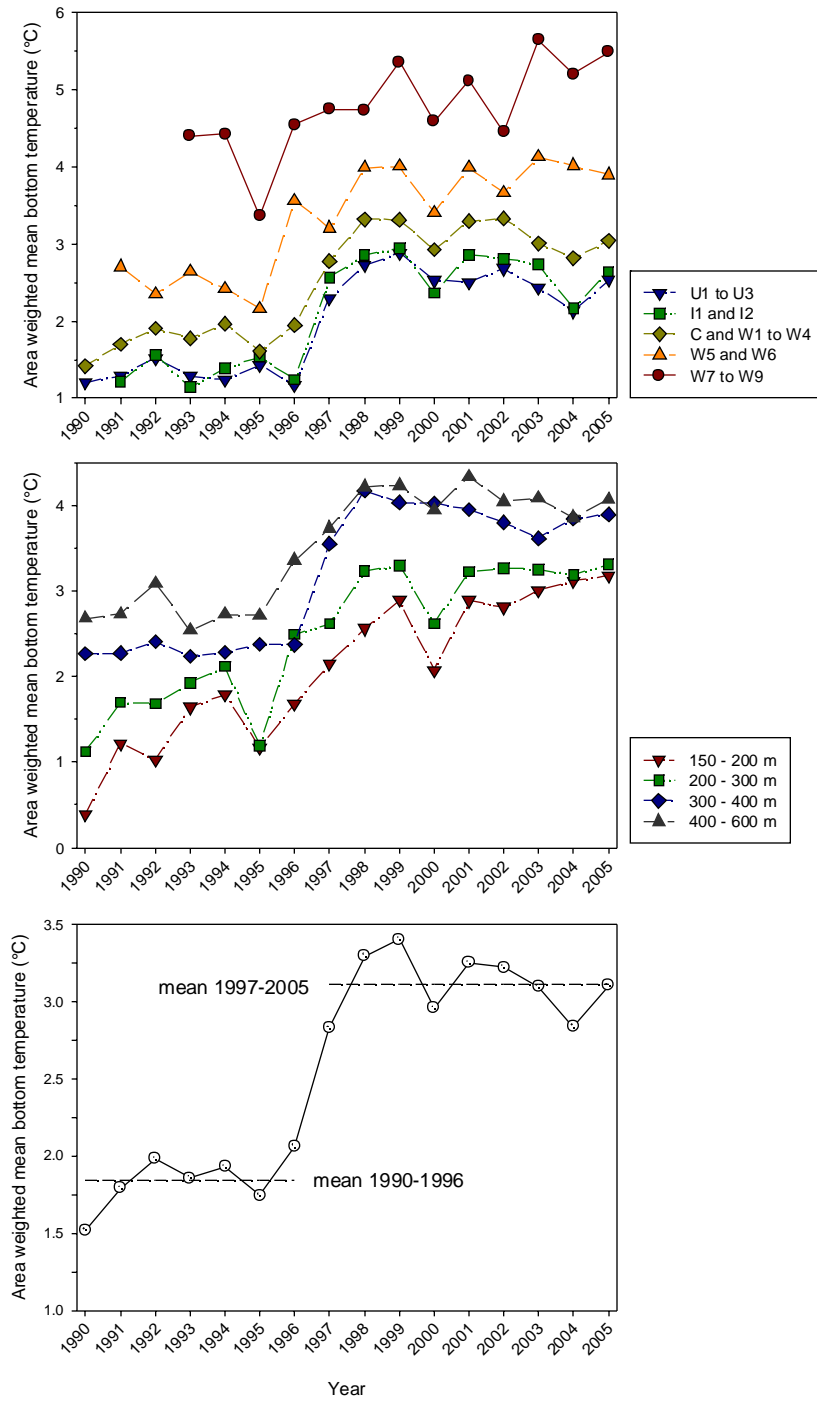 Area weighted mean bottom temperature (°C)
6
5
4
3
2
1
1990 1991 1992 1993 1994 1995 1996 1997 1998 1999 2000 2001 2002 2003 2004 2005
U1 to U3
I1 and I2
C and W1 to W4
W5 and W6
W7 to W9
Area weighted mean bottom temperature (°C)
4
3
2
1
0
1990 1991 1992 1993 1994 1995 1996 1997 1998 1999 2000 2001 2002 2003 2004 2005
150 - 200 m
200 - 300 m
300 - 400 m
400 - 600 m
Area weighted mean bottom temperature (°C)
3.5
3.0
2.5
2.0
1.5
1.0
mean 1997-2005
mean 1990-1996
1990 1991 1992 1993 1994 1995 1996 1997 1998 1999 2000 2001 2002 2003 2004 2005
Year